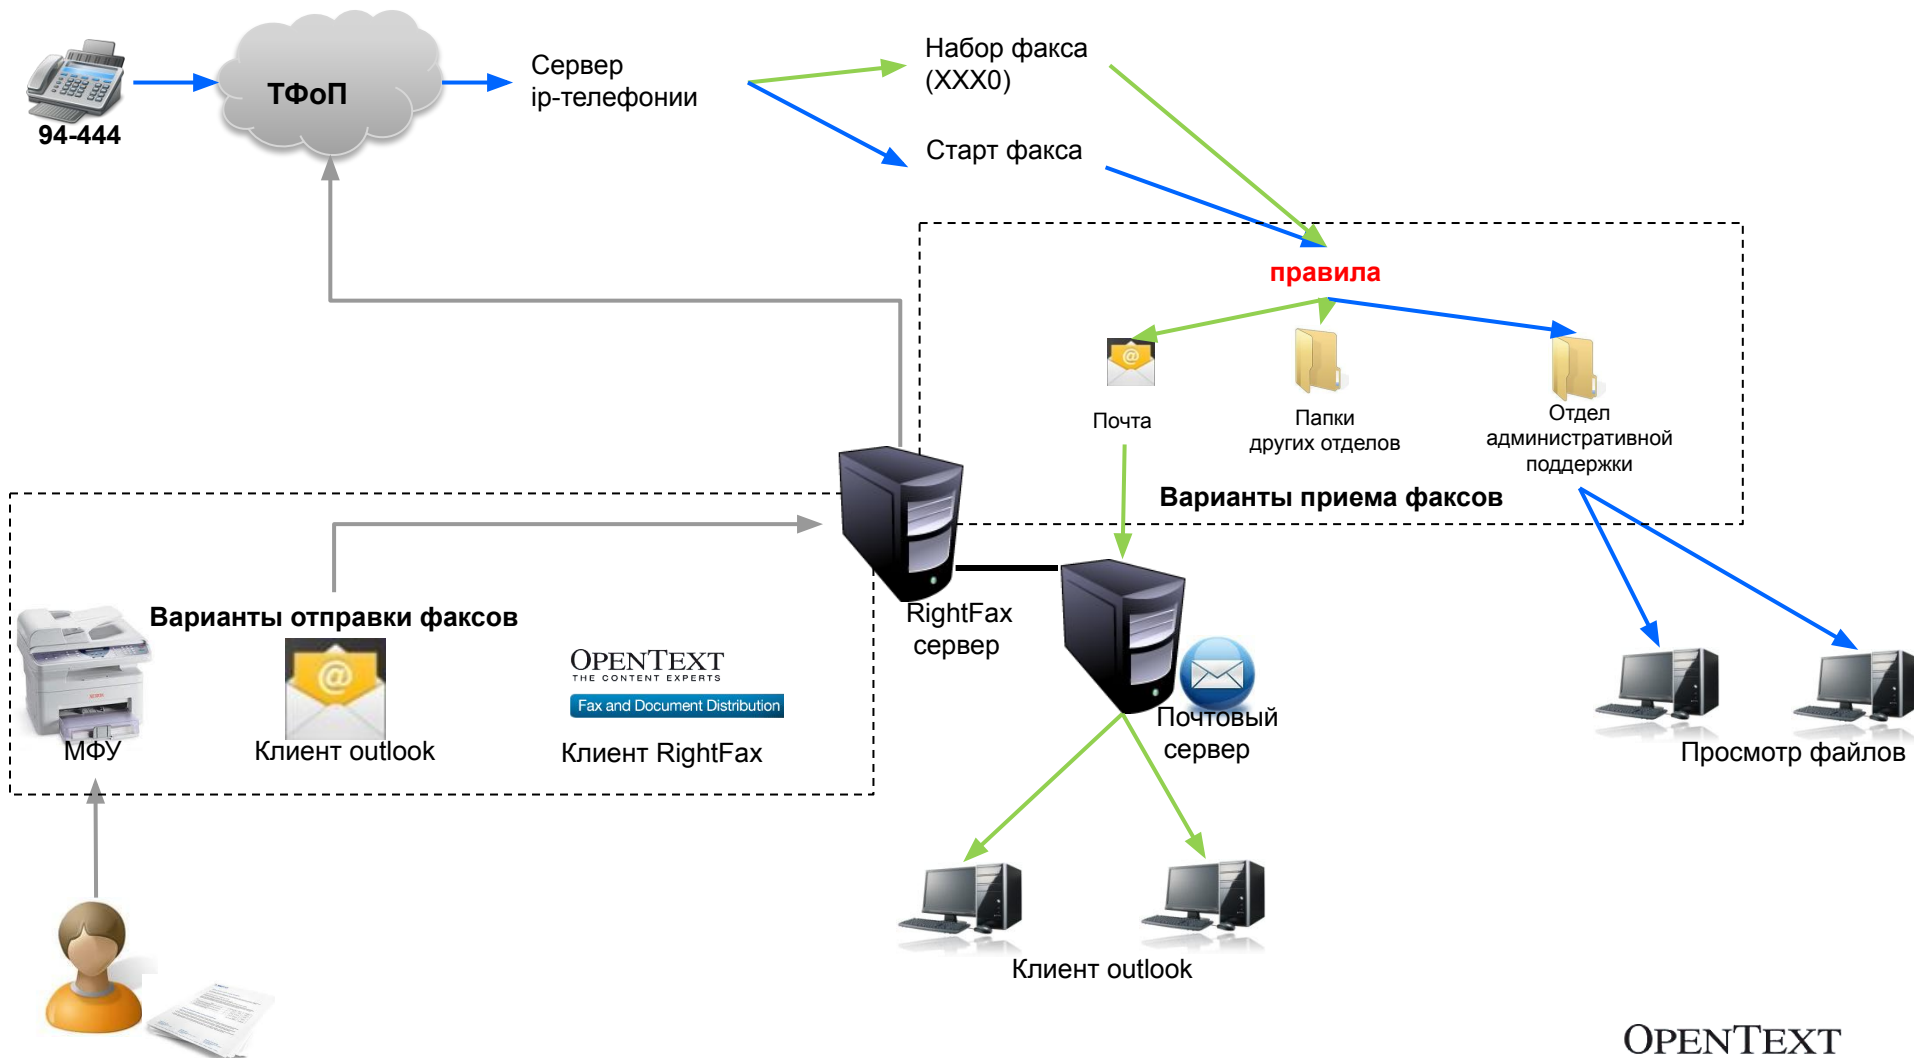 94-444
ТФоП
Сервер
ip-телефонии
Набор факса
(XXX0)
Старт факса
правила
Почта
Папки
других отделов
Отдел
административной
поддержки
Варианты приема факсов
Варианты отправки факсов
МФУ
Клиент outlook
OPENTEXT
THE CONTENT EXPERTS
Fax and Document Distribution
Клиент RightFax
RightFax
сервер
Почтовый
сервер
Просмотр файлов
Клиент outlook
OPENTEXT